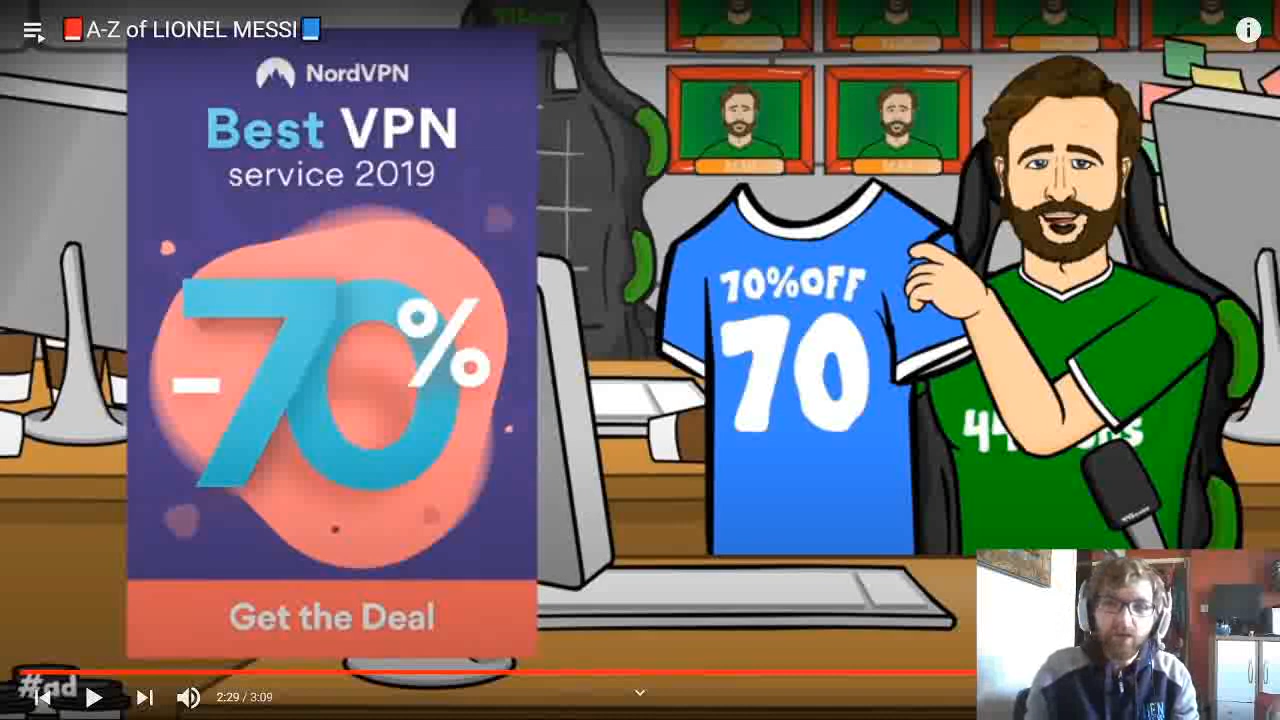 📕A-Z of LIONEL MESSI📘
NordVPN
Best VPN
service 2019
-70%
Get the Deal
70%OFF
70
#ad
2:29 / 3:09